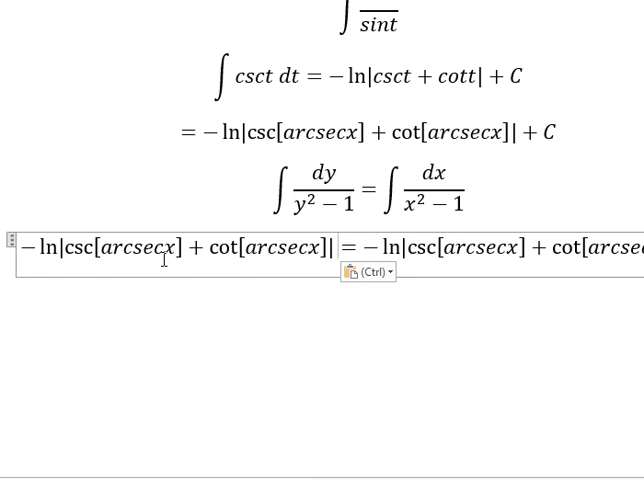 ∫ / sint
∫ csct dt = − ln|csct + cott| + C
= − ln|csc[arcsecx] + cot[arcsecx]| + C
∫ dy / y² − 1 = ∫ dx / x² − 1
− ln|csc[arcsecx] + cot[arcsecx]| = − ln|csc[arcsecx] + cot[arcsec
(Ctrl)